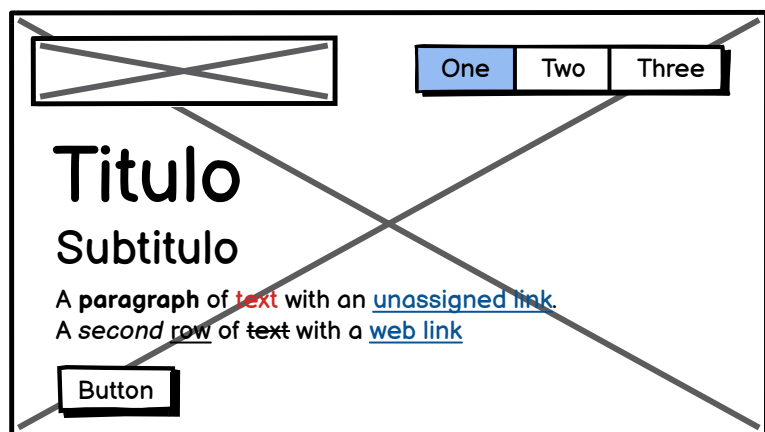 One Two Three
Titulo
Subtitulo
A paragraph of text with an unassigned link.
A second row of text with a web link
Button